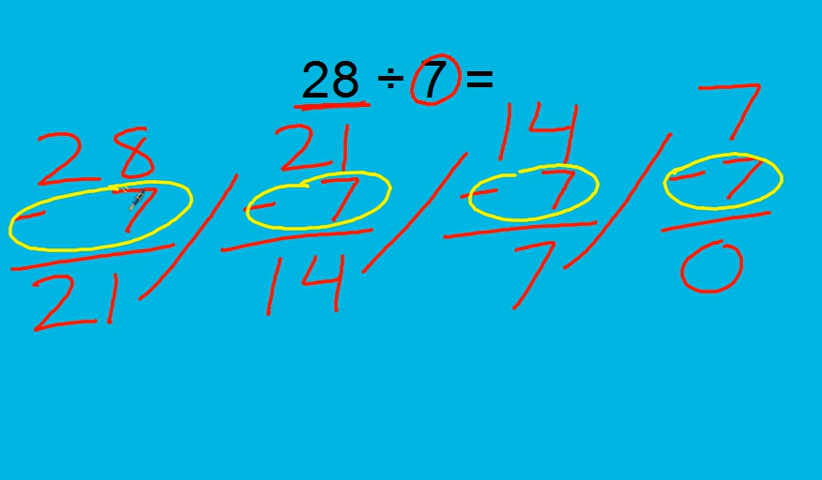 28 ÷ 7 =
28 / 21 / 14 / 7
- 7 / - 7 / - 7 / - 7
21 / 14 / 7 / 0